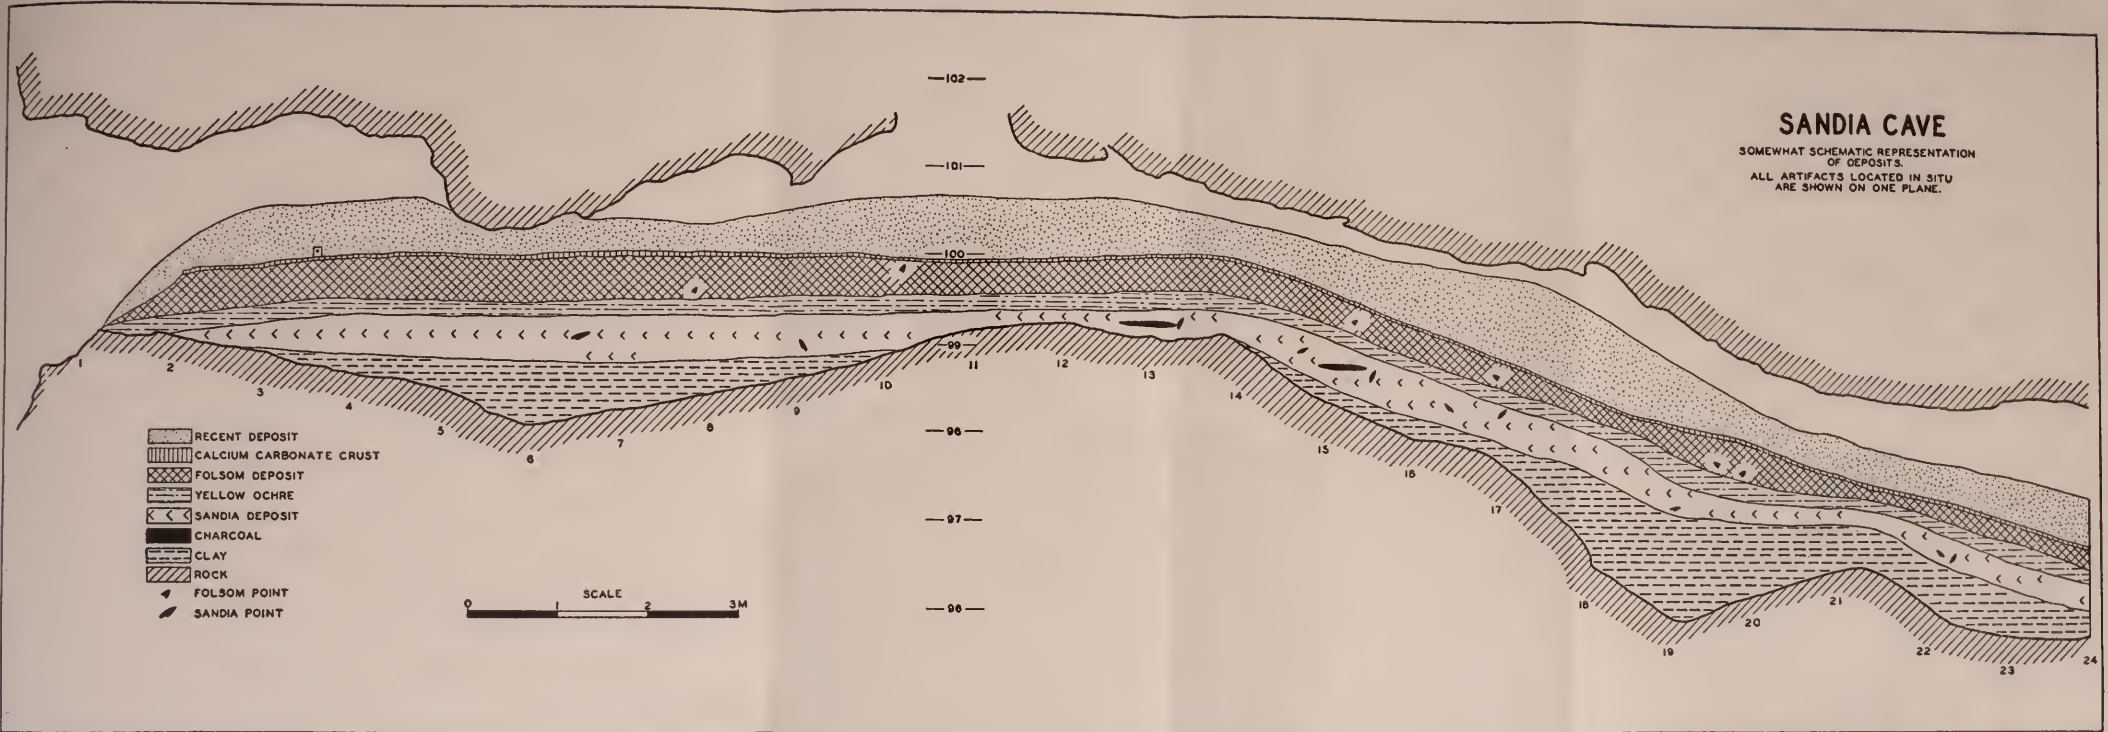 SANDIA CAVE
SOMEWHAT SCHEMATIC REPRESENTATION
OF DEPOSITS.
ALL ARTIFACTS LOCATED IN SITU
ARE SHOWN ON ONE PLANE.
102
101
100
99
98
97
96
1
2
3
4
5
6
7
8
9
10
11
12
13
14
15
16
17
18
19
20
21
22
23
24
RECENT DEPOSIT
CALCIUM CARBONATE CRUST
FOLSOM DEPOSIT
YELLOW OCHRE
SANDIA DEPOSIT
CHARCOAL
CLAY
ROCK
FOLSOM POINT
SANDIA POINT
SCALE
0 1 2 3M